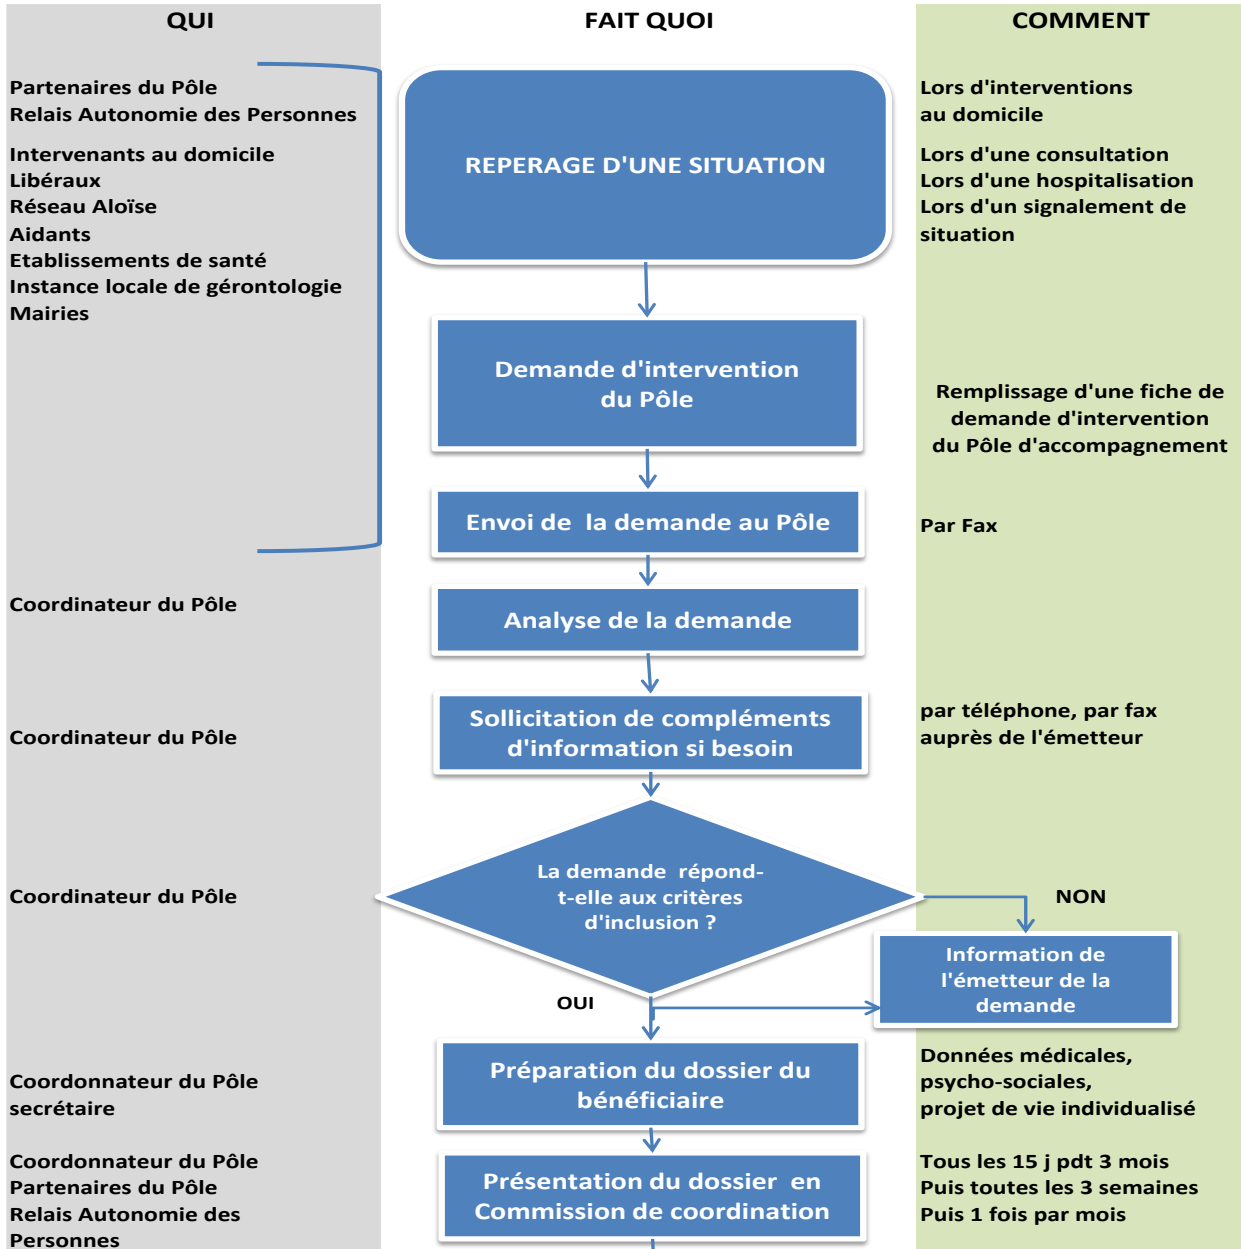 QUI
FAIT QUOI
COMMENT
Partenaires du Pôle
Relais Autonomie des Personnes
Intervenants au domicile
Libéraux
Réseau Aloïse
Aidants
Etablissements de santé
Instance locale de gérontologie
Mairies
REPERAGE D'UNE SITUATION
Lors d'interventions
au domicile
Lors d'une consultation
Lors d'une hospitalisation
Lors d'un signalement de
situation
Demande d'intervention
du Pôle
Remplissage d'une fiche de
demande d'intervention
du Pôle d'accompagnement
Envoi de  la demande au Pôle
Par Fax
Coordinateur du Pôle
Analyse de la demande
Coordinateur du Pôle
Sollicitation de compléments
d'information si besoin
par téléphone, par fax
auprès de l'émetteur
Coordinateur du Pôle
La demande  répond-
t-elle aux critères
d'inclusion ?
NON
Information de
l'émetteur de la
demande
OUI
Coordonnateur du Pôle
secrétaire
Préparation du dossier du
bénéficiaire
Données médicales,
psycho-sociales,
projet de vie individualisé
Coordonnateur du Pôle
Partenaires du Pôle
Relais Autonomie des
Personnes
Présentation du dossier  en
Commission de coordination
Tous les 15 j pdt 3 mois
Puis toutes les 3 semaines
Puis 1 fois par mois